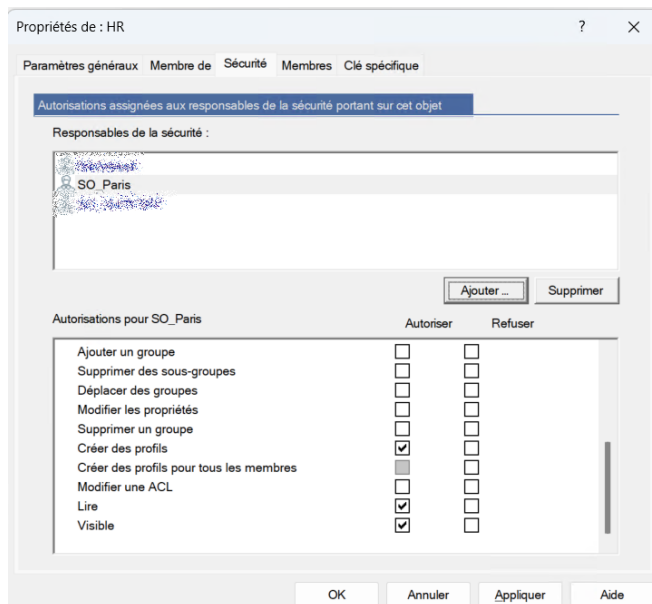 Propriétés de : HR ? ×
Paramètres généraux Membre de Sécurité Membres Clé spécifique
Autorisations assignées aux responsables de la sécurité portant sur cet objet
Responsables de la sécurité :
SO_Paris
Ajouter ... Supprimer
Autorisations pour SO_Paris Autoriser Refuser
Ajouter un groupe
Supprimer des sous-groupes
Déplacer des groupes
Modifier les propriétés
Supprimer un groupe
Créer des profils
Créer des profils pour tous les membres
Modifier une ACL
Lire
Visible
OK Annuler Appliquer Aide